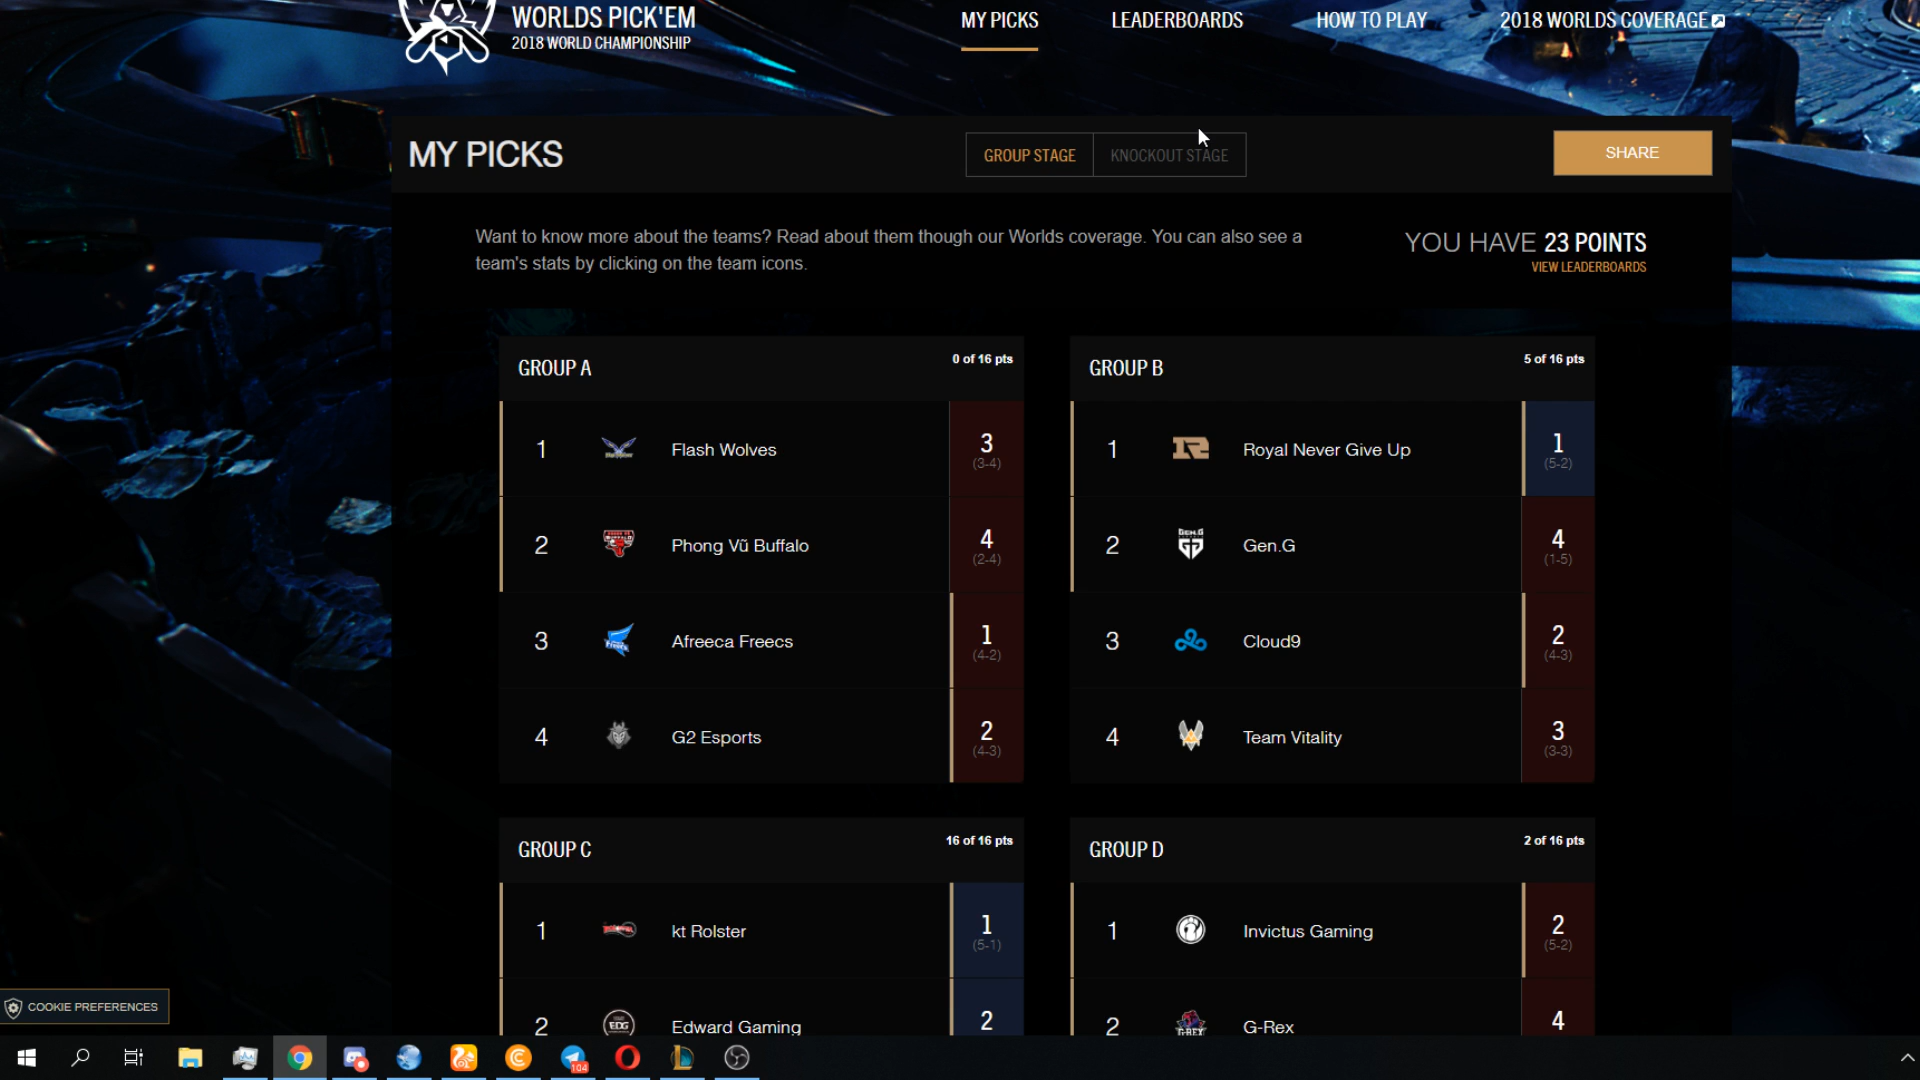 WORLDS PICK'EM
2018 WORLD CHAMPIONSHIP
MY PICKS
LEADERBOARDS
HOW TO PLAY
2018 WORLDS COVERAGE
MY PICKS
GROUP STAGE
KNOCKOUT STAGE
SHARE
Want to know more about the teams? Read about them though our Worlds coverage. You can also see a
team's stats by clicking on the team icons.
YOU HAVE 23 POINTS
VIEW LEADERBOARDS
GROUP A
0 of 16 pts
1 Flash Wolves 3
(3-4)
2 Phong Vũ Buffalo 4
(2-4)
3 Afreeca Freecs 1
(4-2)
4 G2 Esports 2
(4-3)
GROUP B
5 of 16 pts
1 Royal Never Give Up 1
(5-2)
2 GEN.G Gen.G 4
(1-5)
3 Cloud9 2
(4-3)
4 Team Vitality 3
(3-3)
GROUP C
16 of 16 pts
1 kt Rolster 1
(5-1)
2 EDG Edward Gaming 2
GROUP D
2 of 16 pts
1 Invictus Gaming 2
(5-2)
2 G-REX G-Rex 4
COOKIE PREFERENCES
104